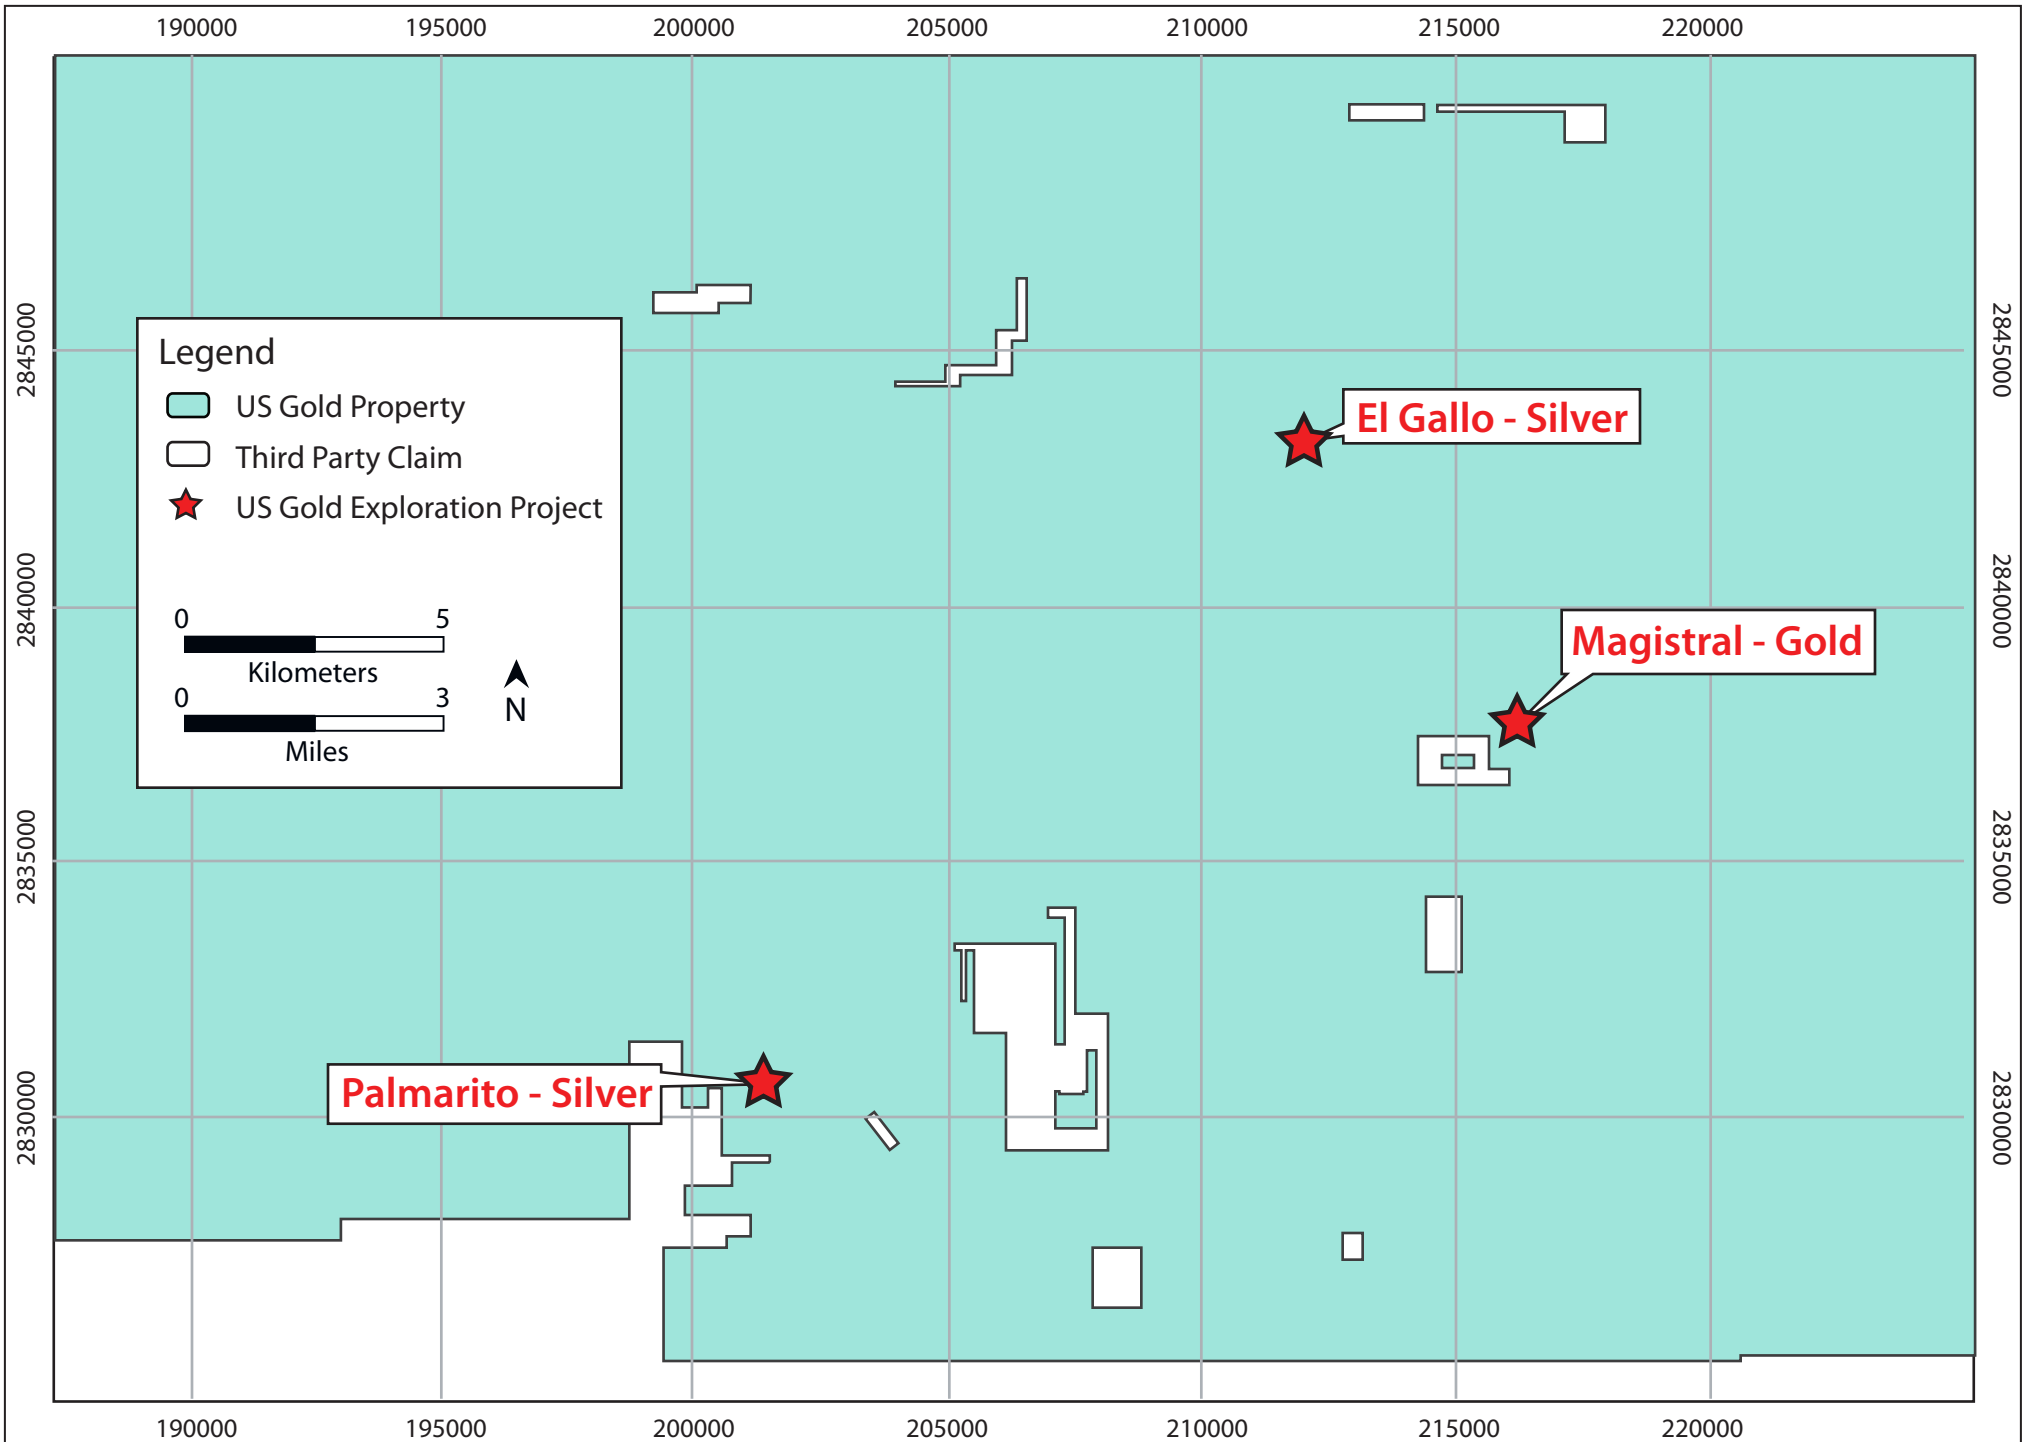 190000 195000 200000 205000 210000 215000 220000
2845000
2840000
2835000
2830000
Legend
US Gold Property
Third Party Claim
US Gold Exploration Project
0 5
Kilometers
0 3
Miles
N
El Gallo - Silver
Magistral - Gold
Palmarito - Silver
2845000
2840000
2835000
2830000
190000 195000 200000 205000 210000 215000 220000